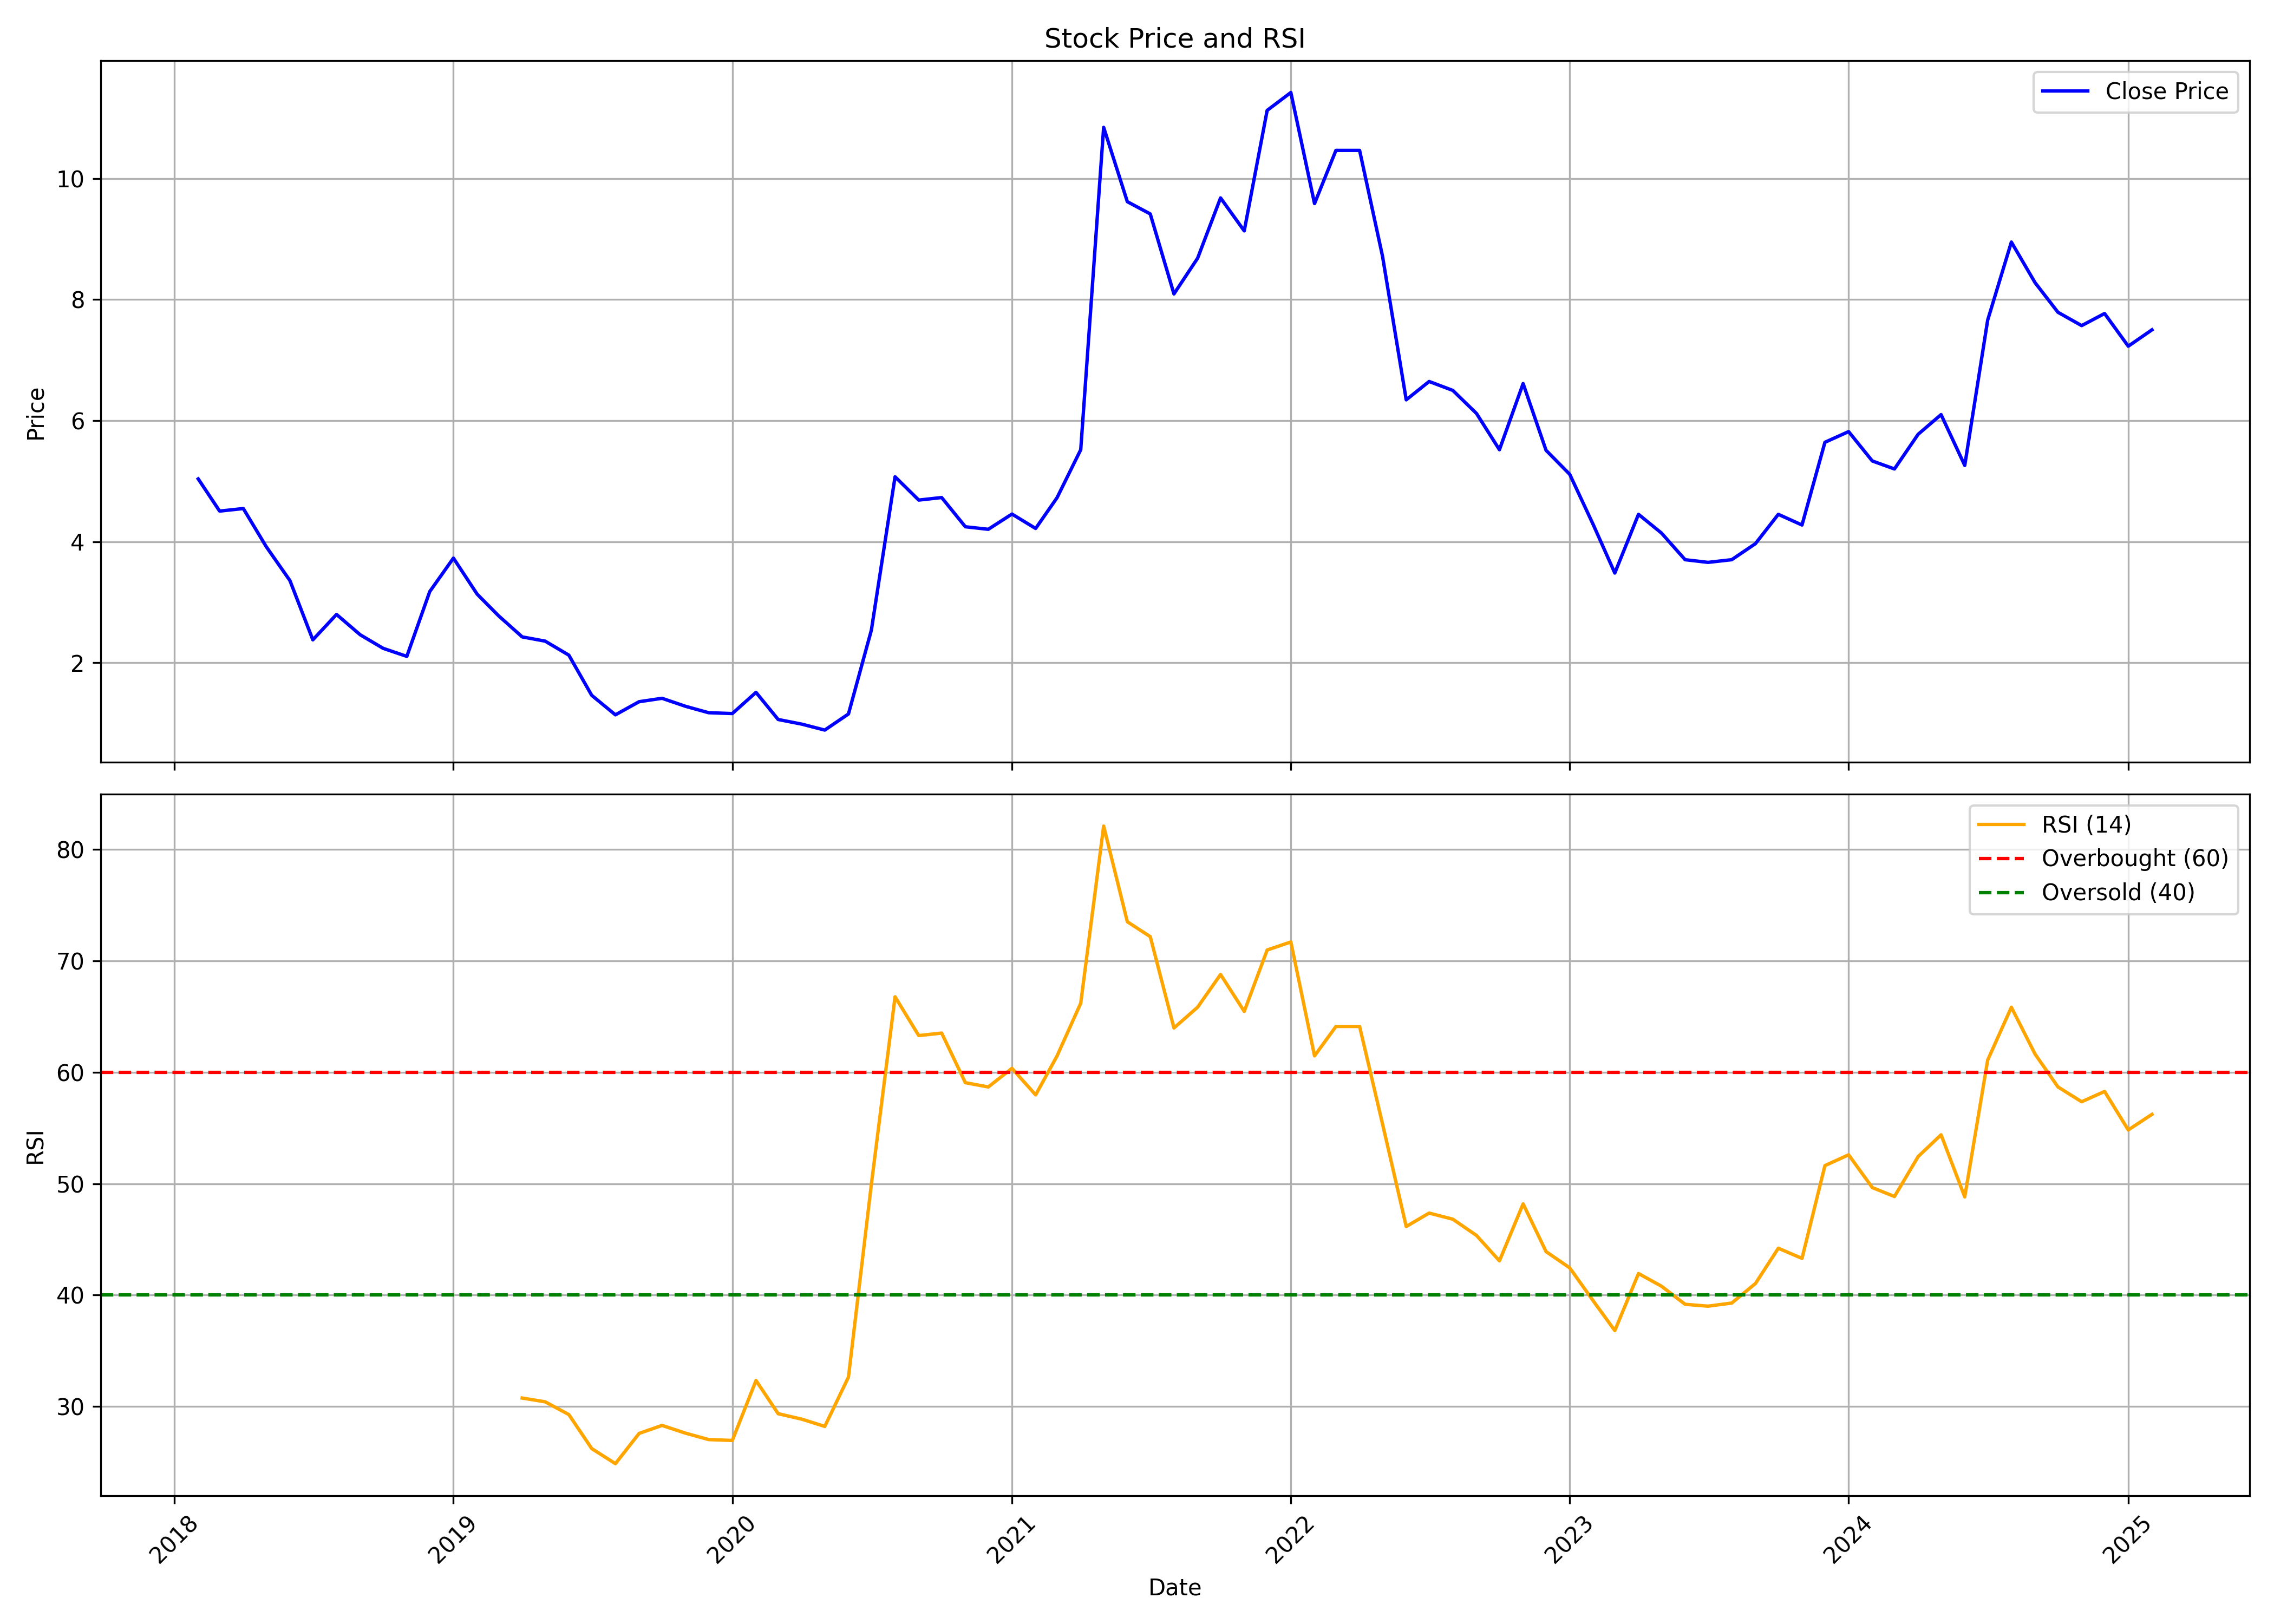 Stock Price and RSI
Close Price
Price
10
8
6
4
2
RSI (14)
Overbought (60)
Oversold (40)
RSI
80
70
60
50
40
30
2018
2019
2020
2021
2022
2023
2024
2025
Date